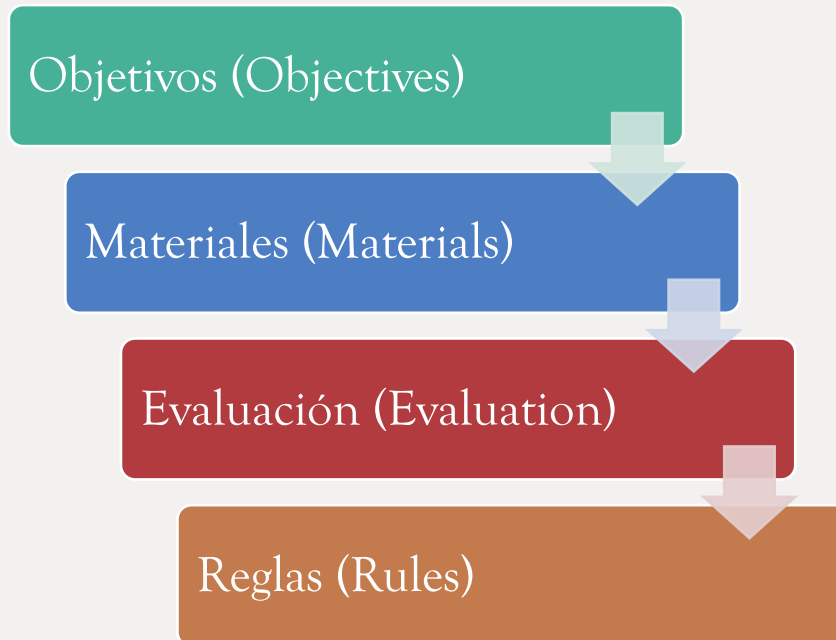 Objetivos (Objectives)
Materiales (Materials)
Evaluación (Evaluation)
Reglas (Rules)